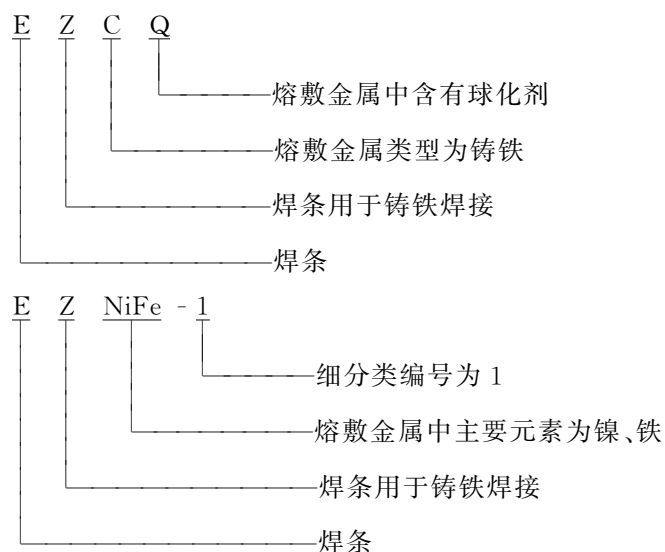 E Z C Q
熔敷金属中含有球化剂
熔敷金属类型为铸铁
焊条用于铸铁焊接
焊条
E Z NiFe - 1
细分类编号为 1
熔敷金属中主要元素为镍、铁
焊条用于铸铁焊接
焊条